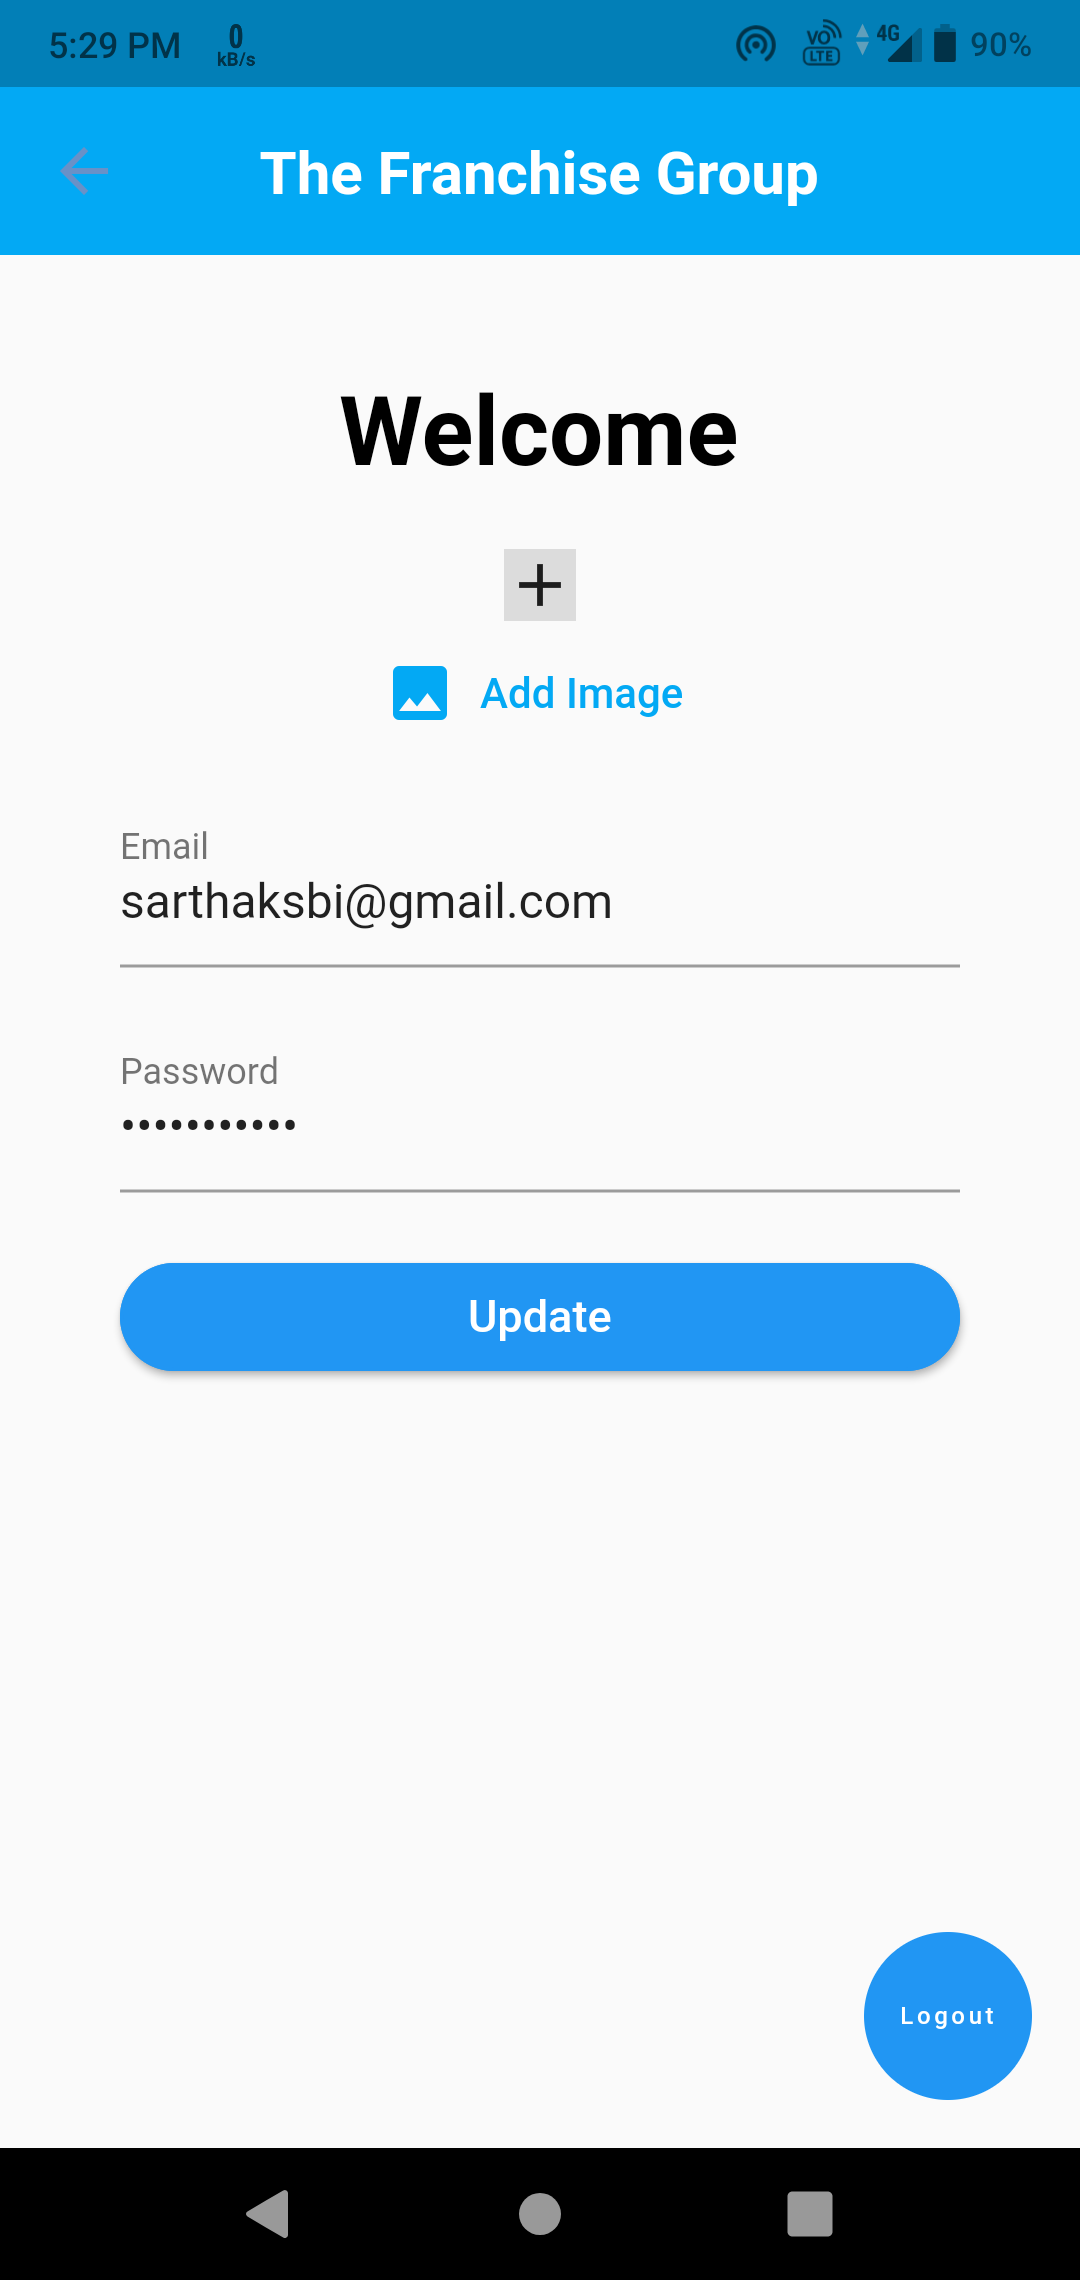 5:29 PM 0 kB/s VO LTE 4G 90%
The Franchise Group
Welcome
Add Image
Email
sarthaksbi@gmail.com
Password
•••••••••••
Update
Logout